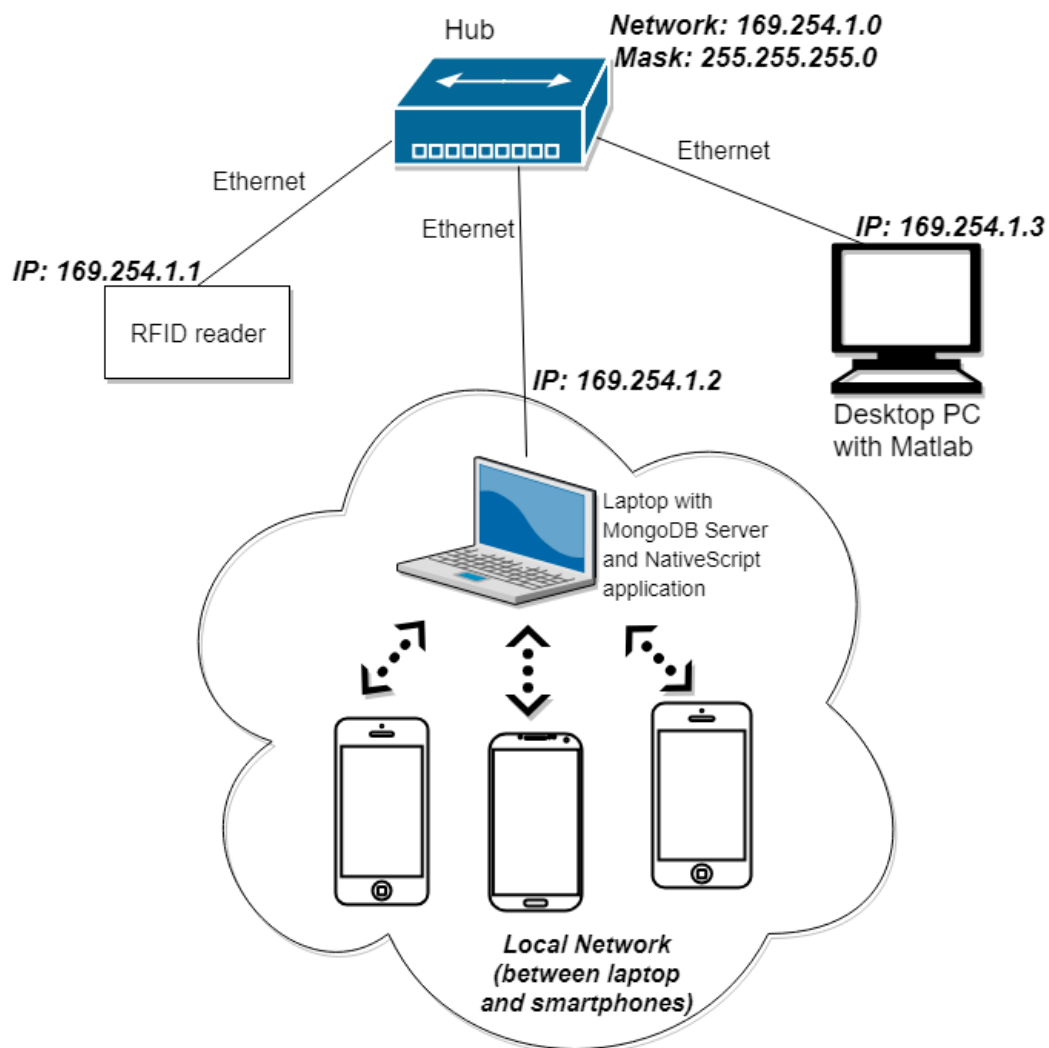 Hub
Network: 169.254.1.0
Mask: 255.255.255.0
Ethernet
Ethernet
Ethernet
IP: 169.254.1.3
IP: 169.254.1.1
RFID reader
IP: 169.254.1.2
Desktop PC
with Matlab
Laptop with
MongoDB Server
and NativeScript
application
Local Network
(between laptop
and smartphones)